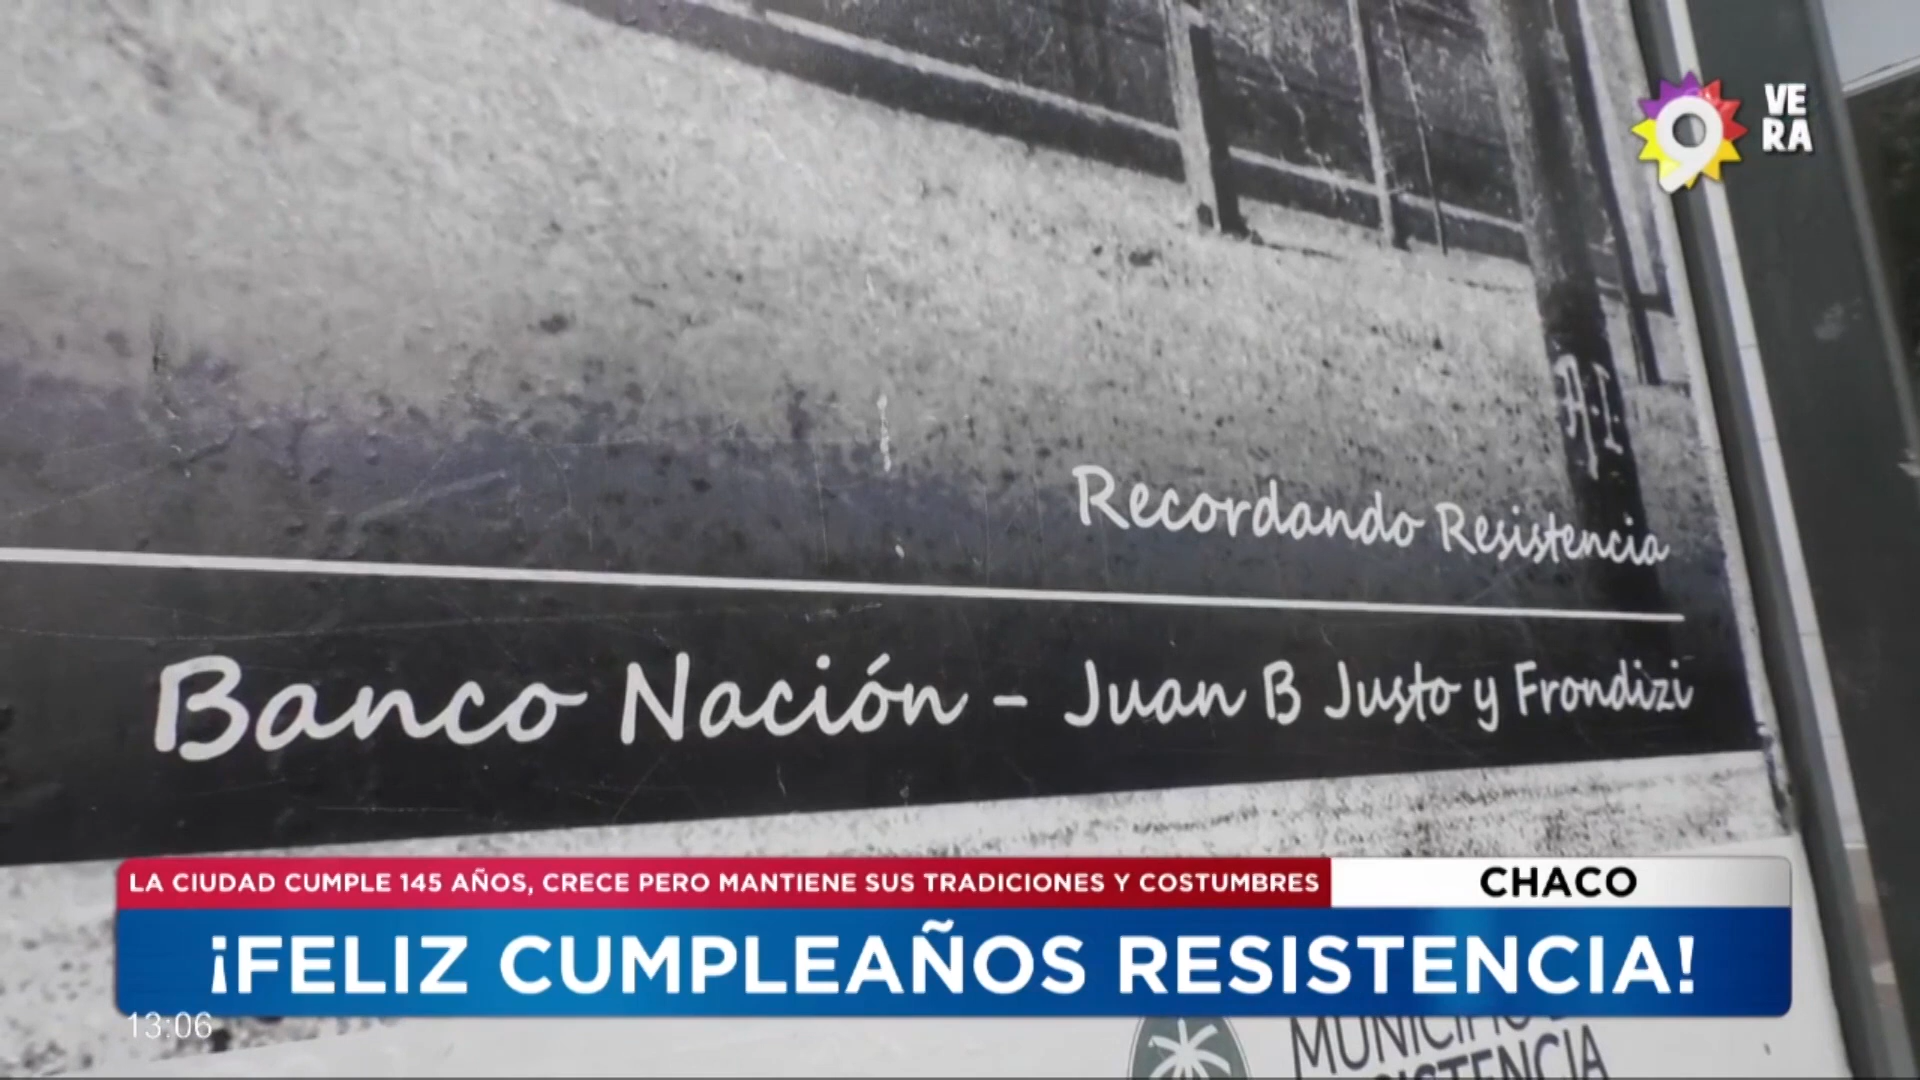 VE
RA
9
A·I·
Recordando Resistencia
Banco Nación - Juan B Justo y Frondizi
LA CIUDAD CUMPLE 145 AÑOS, CRECE PERO MANTIENE SUS TRADICIONES Y COSTUMBRES
CHACO
¡FELIZ CUMPLEAÑOS RESISTENCIA!
13:06